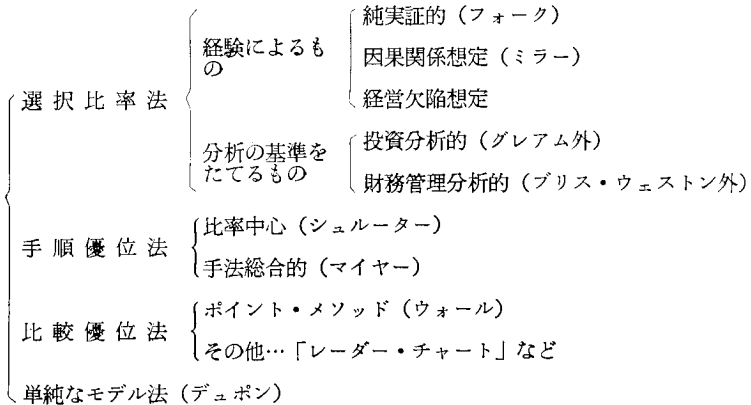 純実証的（フォーク）
経験によるも
の
因果関係想定（ミラー）
選択比率法
経営欠陥想定
分析の基準を
たてるもの
投資分析的（グレアム外）
財務管理分析的（ブリス・ウェストン外）
手順優位法
比率中心（シュルーター）
手法総合的（マイヤー）
比較優位法
ポイント・メソッド（ウォール）
その他…「レーダー・チャート」など
単純なモデル法（デュポン）